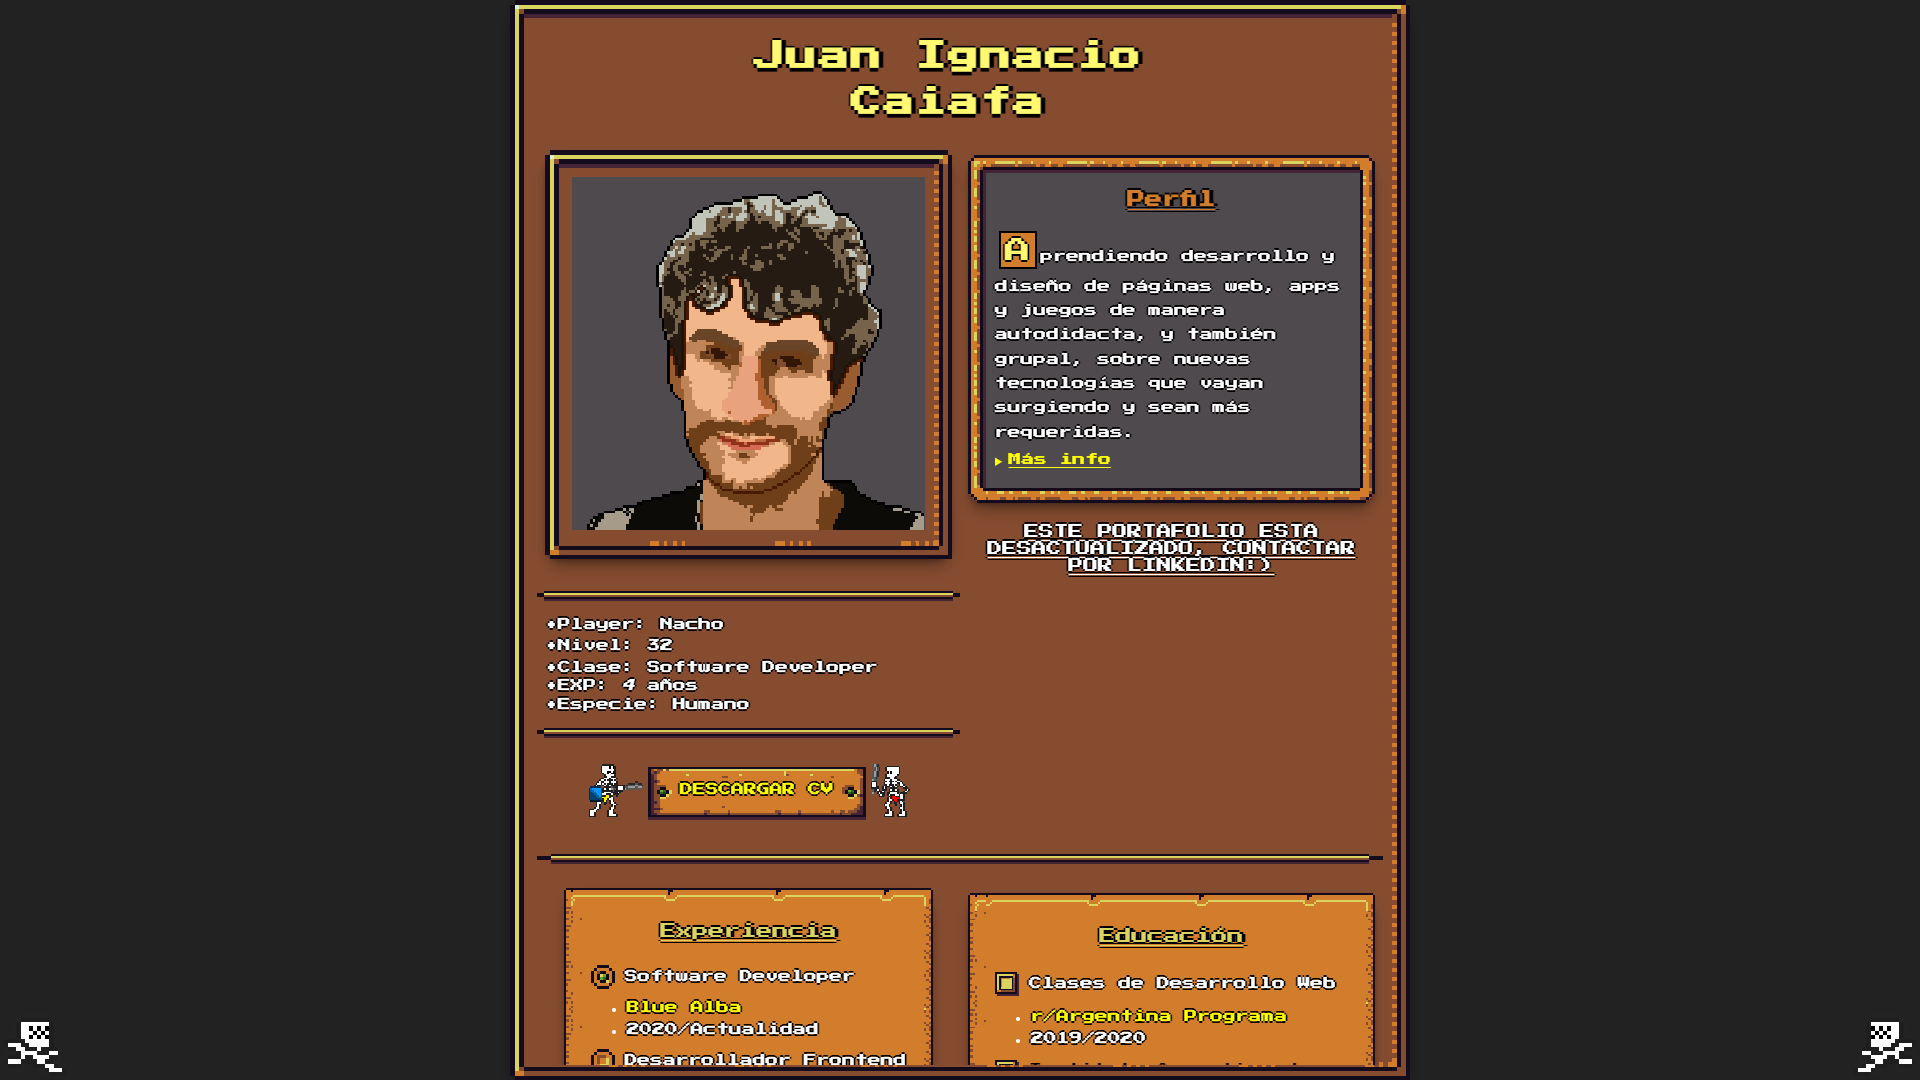 Juan Ignacio
Caiafa
Perfil
Aprendiendo desarrollo y
diseño de páginas web, apps
y juegos de manera
autodidacta, y también
grupal, sobre nuevas
tecnologías que vayan
surgiendo y sean más
requeridas.
Más info
ESTE PORTAFOLIO ESTA
DESACTUALIZADO, CONTACTAR
POR LINKEDIN:)
Player: Nacho
Nivel: 32
Clase: Software Developer
EXP: 4 años
Especie: Humano
DESCARGAR CV
Experiencia
Software Developer
Blue Alba
2020/Actualidad
Desarrollador Frontend
Educación
Clases de Desarrollo Web
r/Argentina Programa
2019/2020